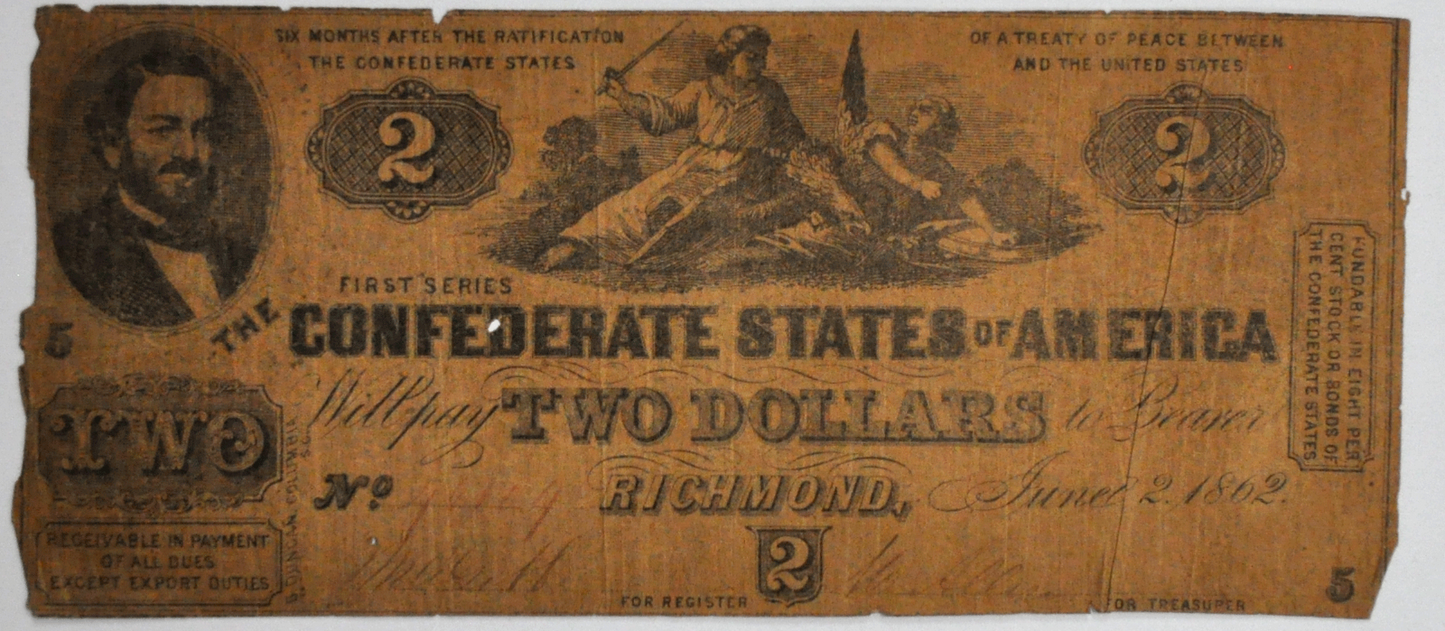 SIX MONTHS AFTER THE RATIFICATION OF A TREATY OF PEACE BETWEEN
THE CONFEDERATE STATES AND THE UNITED STATES
2
2
FIRST SERIES
THE CONFEDERATE STATES OF AMERICA
5
Will pay TWO DOLLARS to Bearer
TWO
Nº
RICHMOND, June 2. 1862.
RECEIVABLE IN PAYMENT
OF ALL DUES
EXCEPT EXPORT DUTIES
2
FOR REGISTER
FOR TREASURER
5
FUNDABLE IN EIGHT PER
CENT STOCK OR BONDS OF
THE CONFEDERATE STATES
DUNCAN, COLUMBIA
S.C.